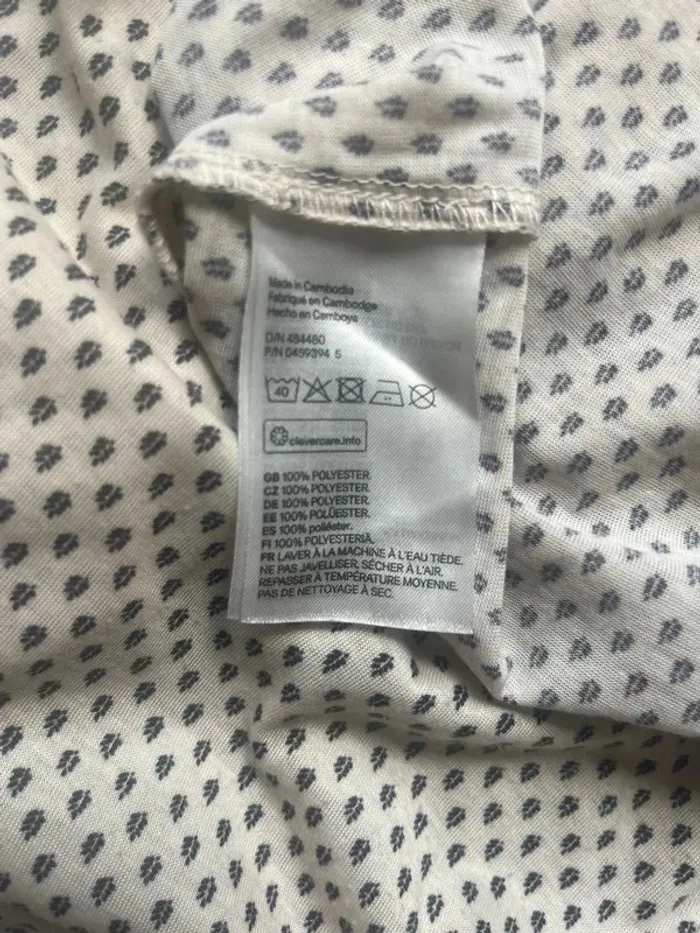 Made in Cambodia
Fabriqué en Cambodge
Hecho en Camboya
D/N 484480
P/N 0459394 5
40
clevercare.info
GB 100% POLYESTER.
CZ 100% POLYESTER.
DE 100% POLYESTER.
EE 100% POLÜESTER.
ES 100% poliéster.
FI 100% POLYESTERIA.
FR LAVER À LA MACHINE À L'EAU TIÈDE.
NE PAS JAVELLISER, SÉCHER À L'AIR.
REPASSER À TEMPÉRATURE MOYENNE.
PAS DE NETTOYAGE À SEC.